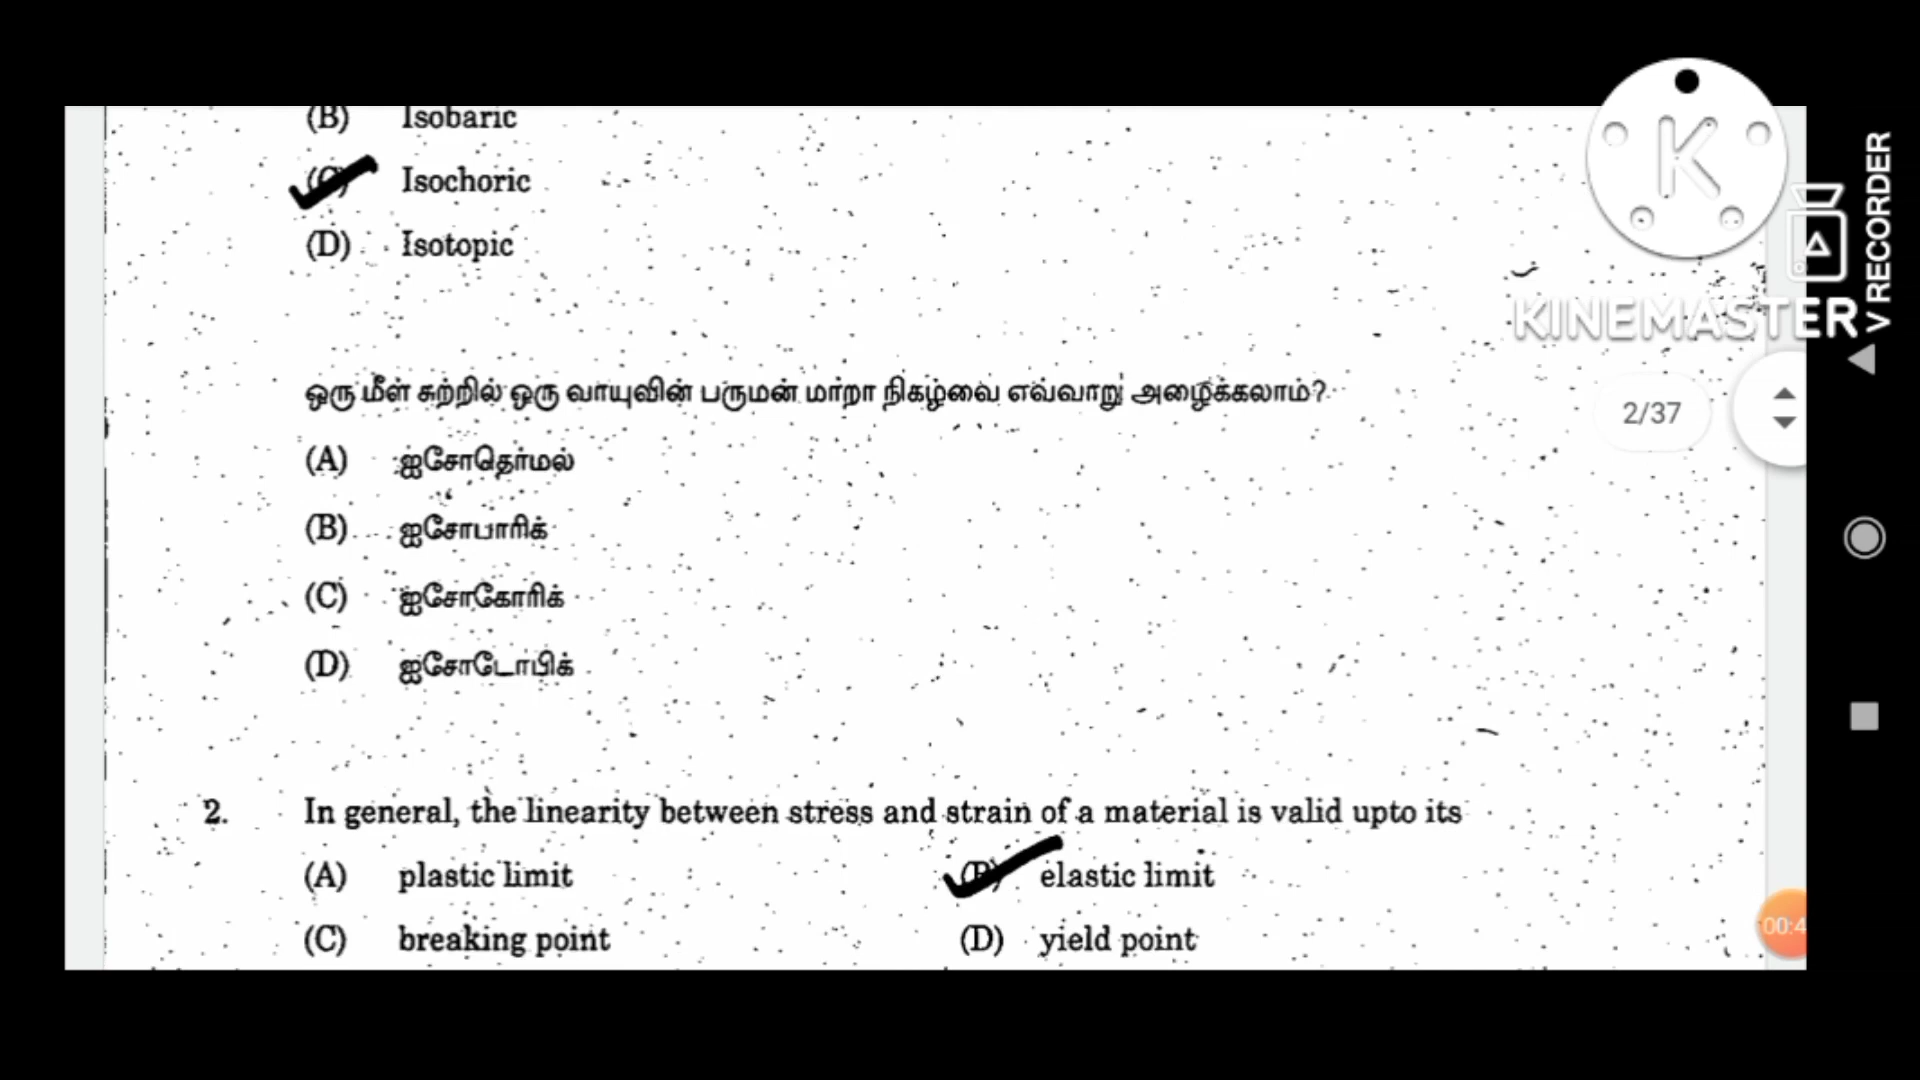 (B) Isobaric
(C) Isochoric
(D) Isotopic
ஒரு மீள் சுற்றில் ஒரு வாயுவின் பருமன் மாறா நிகழ்வை எவ்வாறு அழைக்கலாம்?
(A) ஐசோதெர்மல்
(B) ஐசோபாரிக்
(C) ஐசோகோரிக்
(D) ஐசோடோபிக்
2. In general, the linearity between stress and strain of a material is valid upto its
(A) plastic limit (B) elastic limit
(C) breaking point (D) yield point
K
KINEMASTER
V RECORDER
2/37
00:4